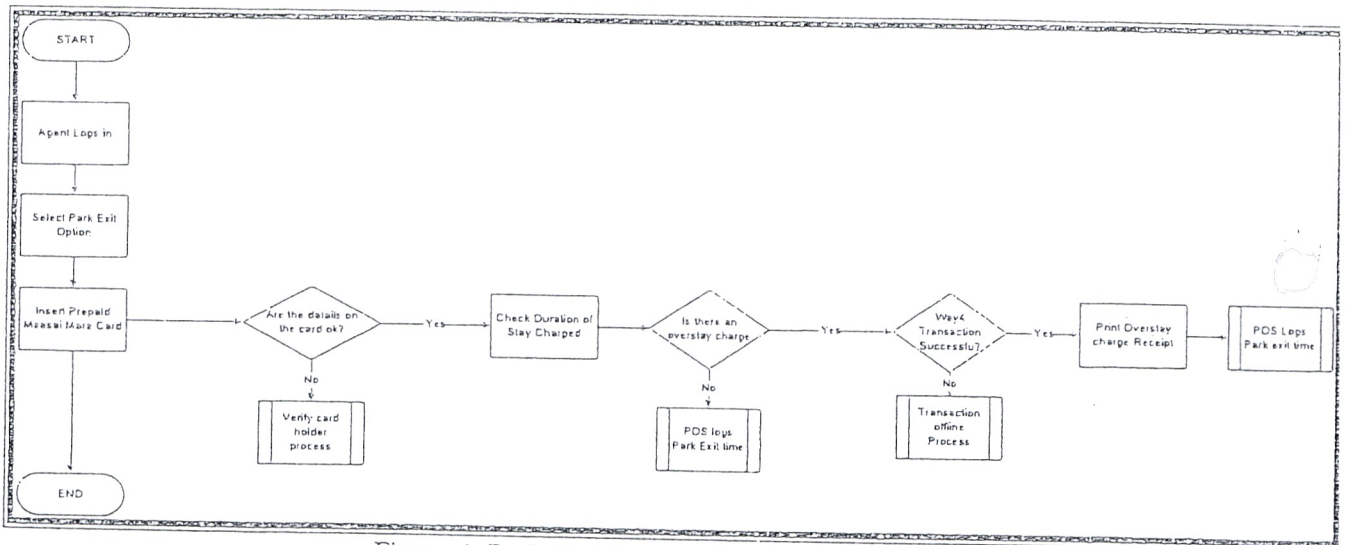 START
Agent Logs in
Select Park Exit
Option
Insert Prepaid
Maasai Mara Card
END
Are the details on
the card ok?
Yes
No
Verify card
holder
process
Check Duration of
Stay Charged
Is there an
overstay charge
Yes
No
POS logs
Park Exit time
Way4
Transaction
Successfu?
Yes
No
Transaction
offline
Process
Print Overstay
charge Receipt
POS Logs
Park exit time